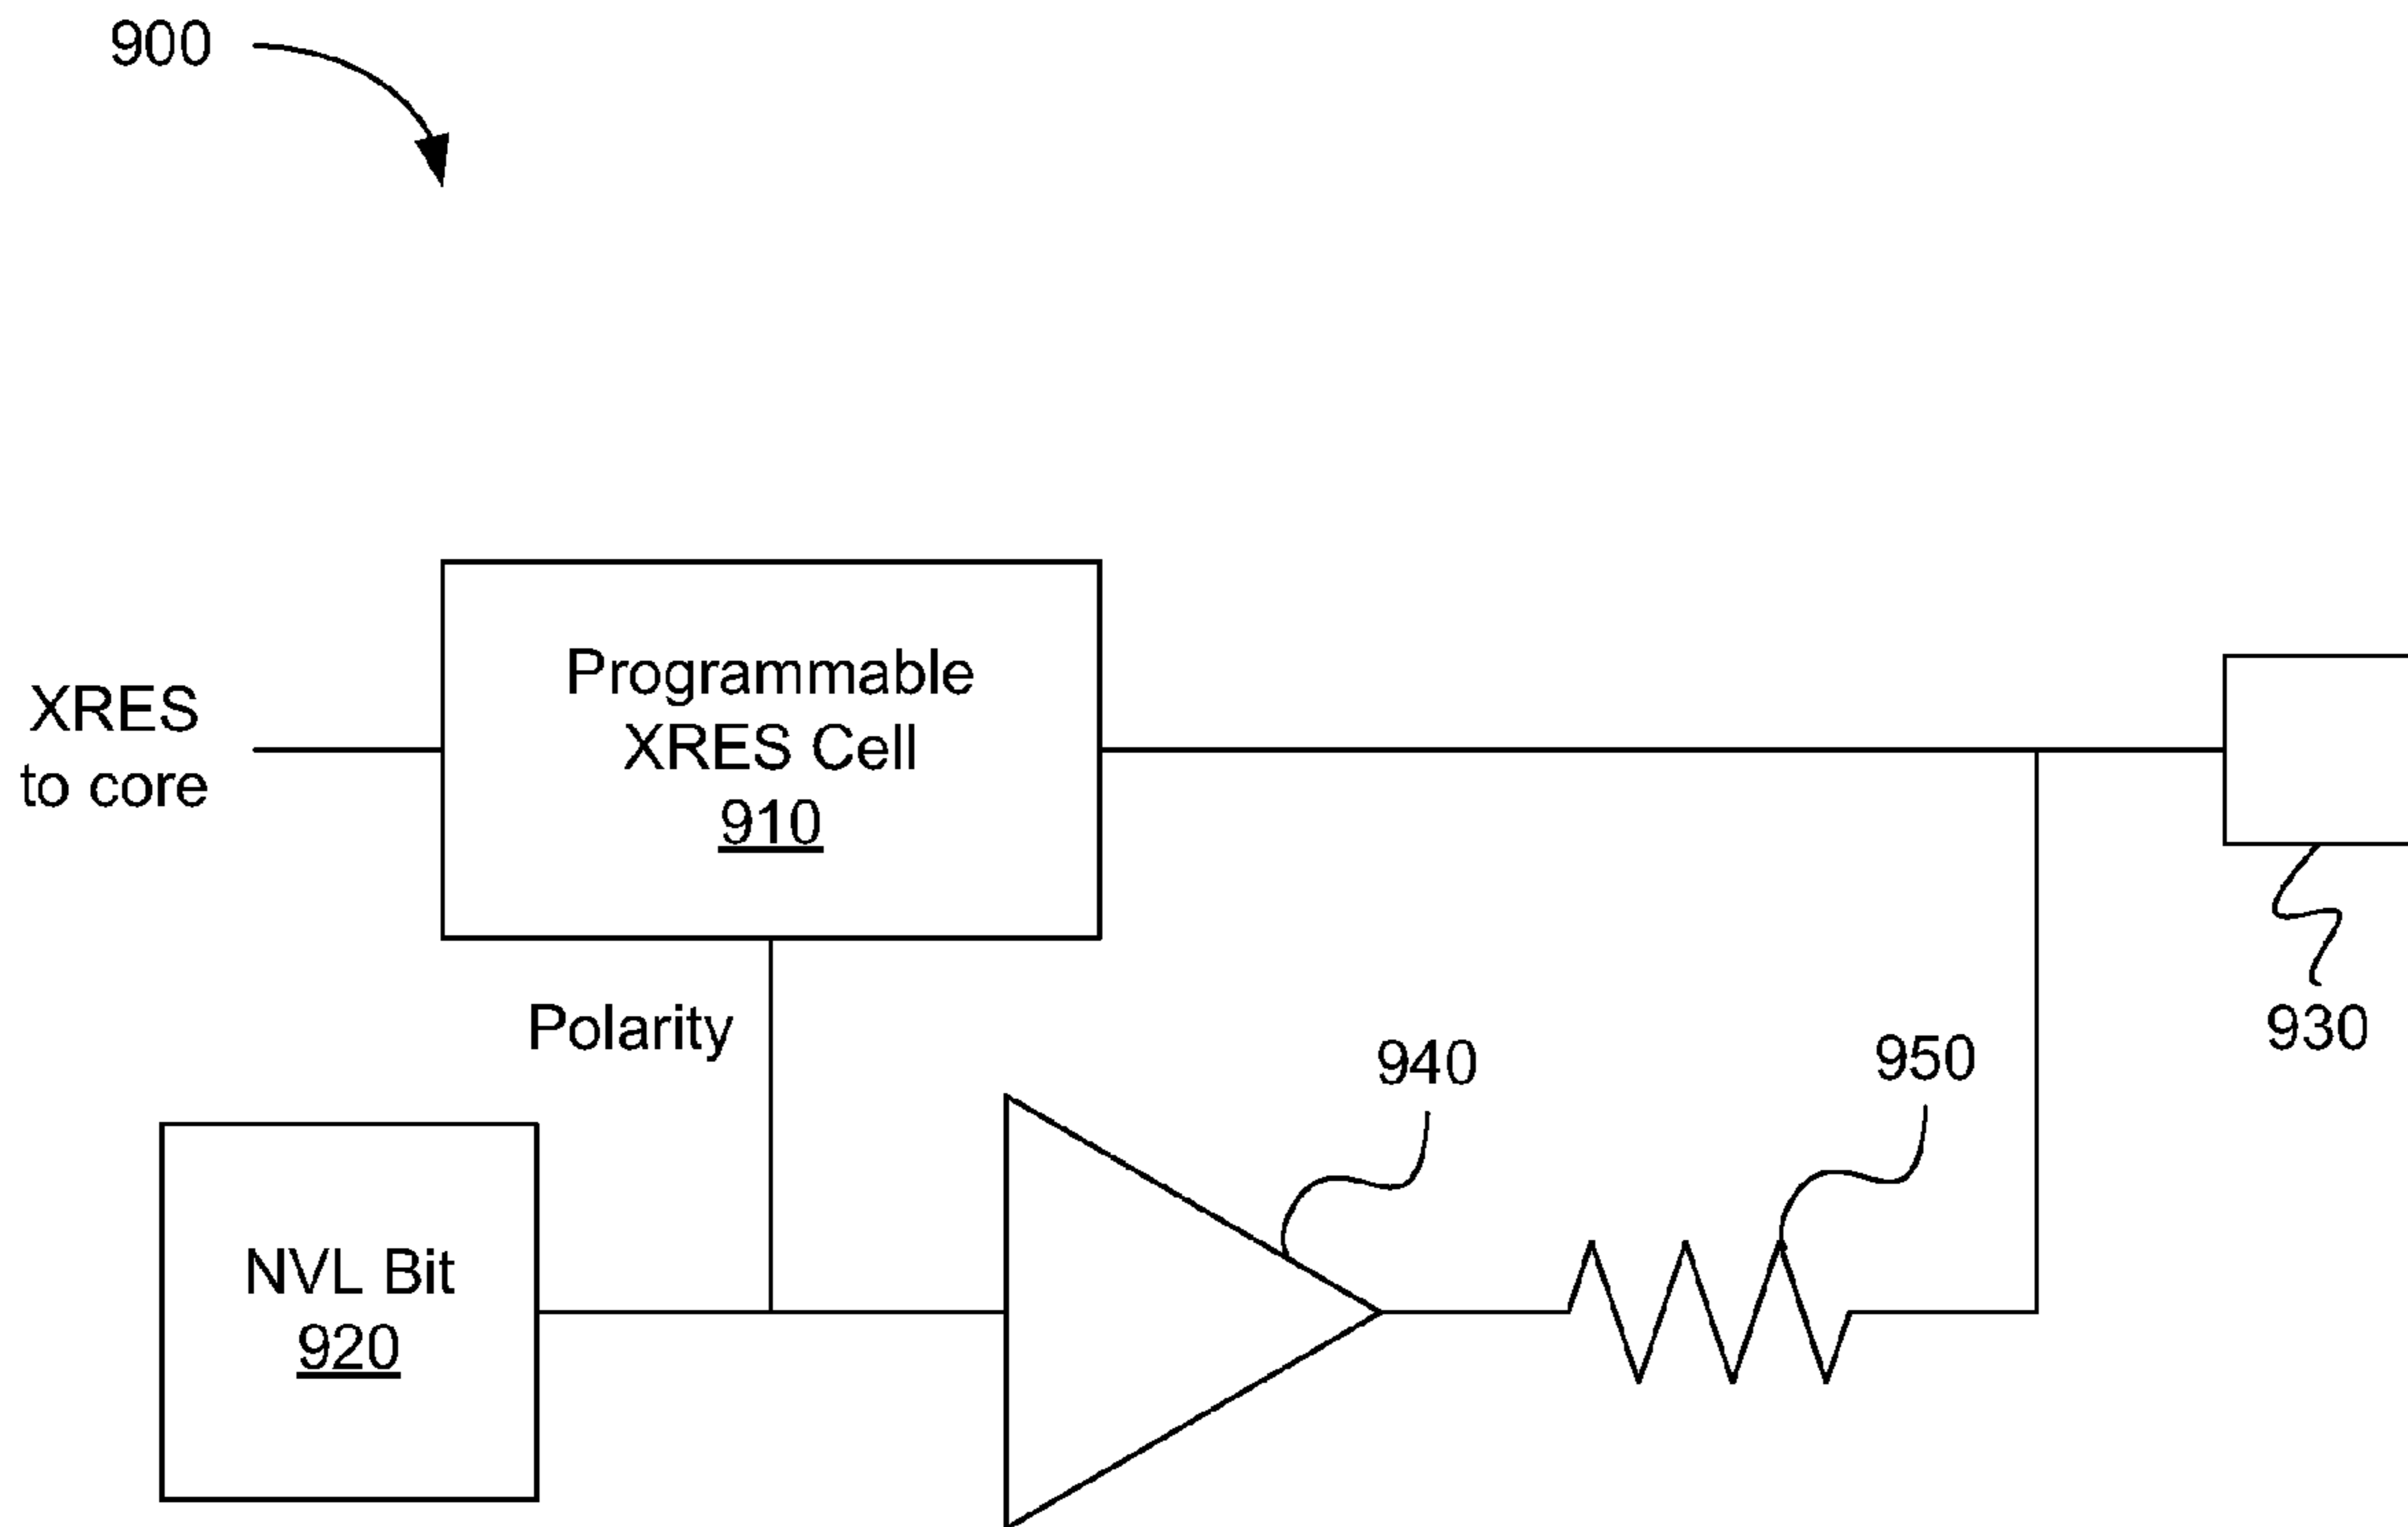 900
Programmable
XRES Cell
910
XRES
to core
930
Polarity
940
950
NVL Bit
920